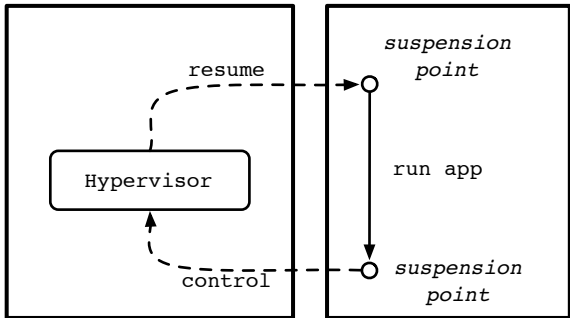 suspension
point
resume
run app
Hypervisor
suspension
point
control